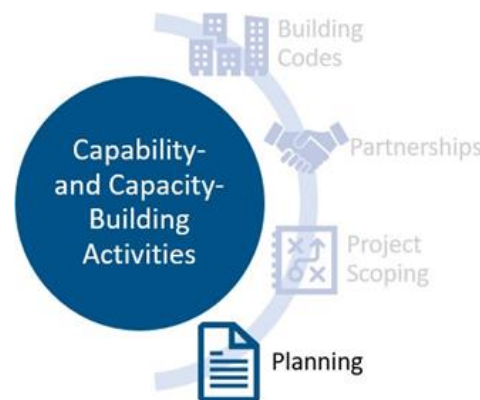 Building
Codes
Capability-
and Capacity-
Building
Activities
Partnerships
Project
Scoping
Planning